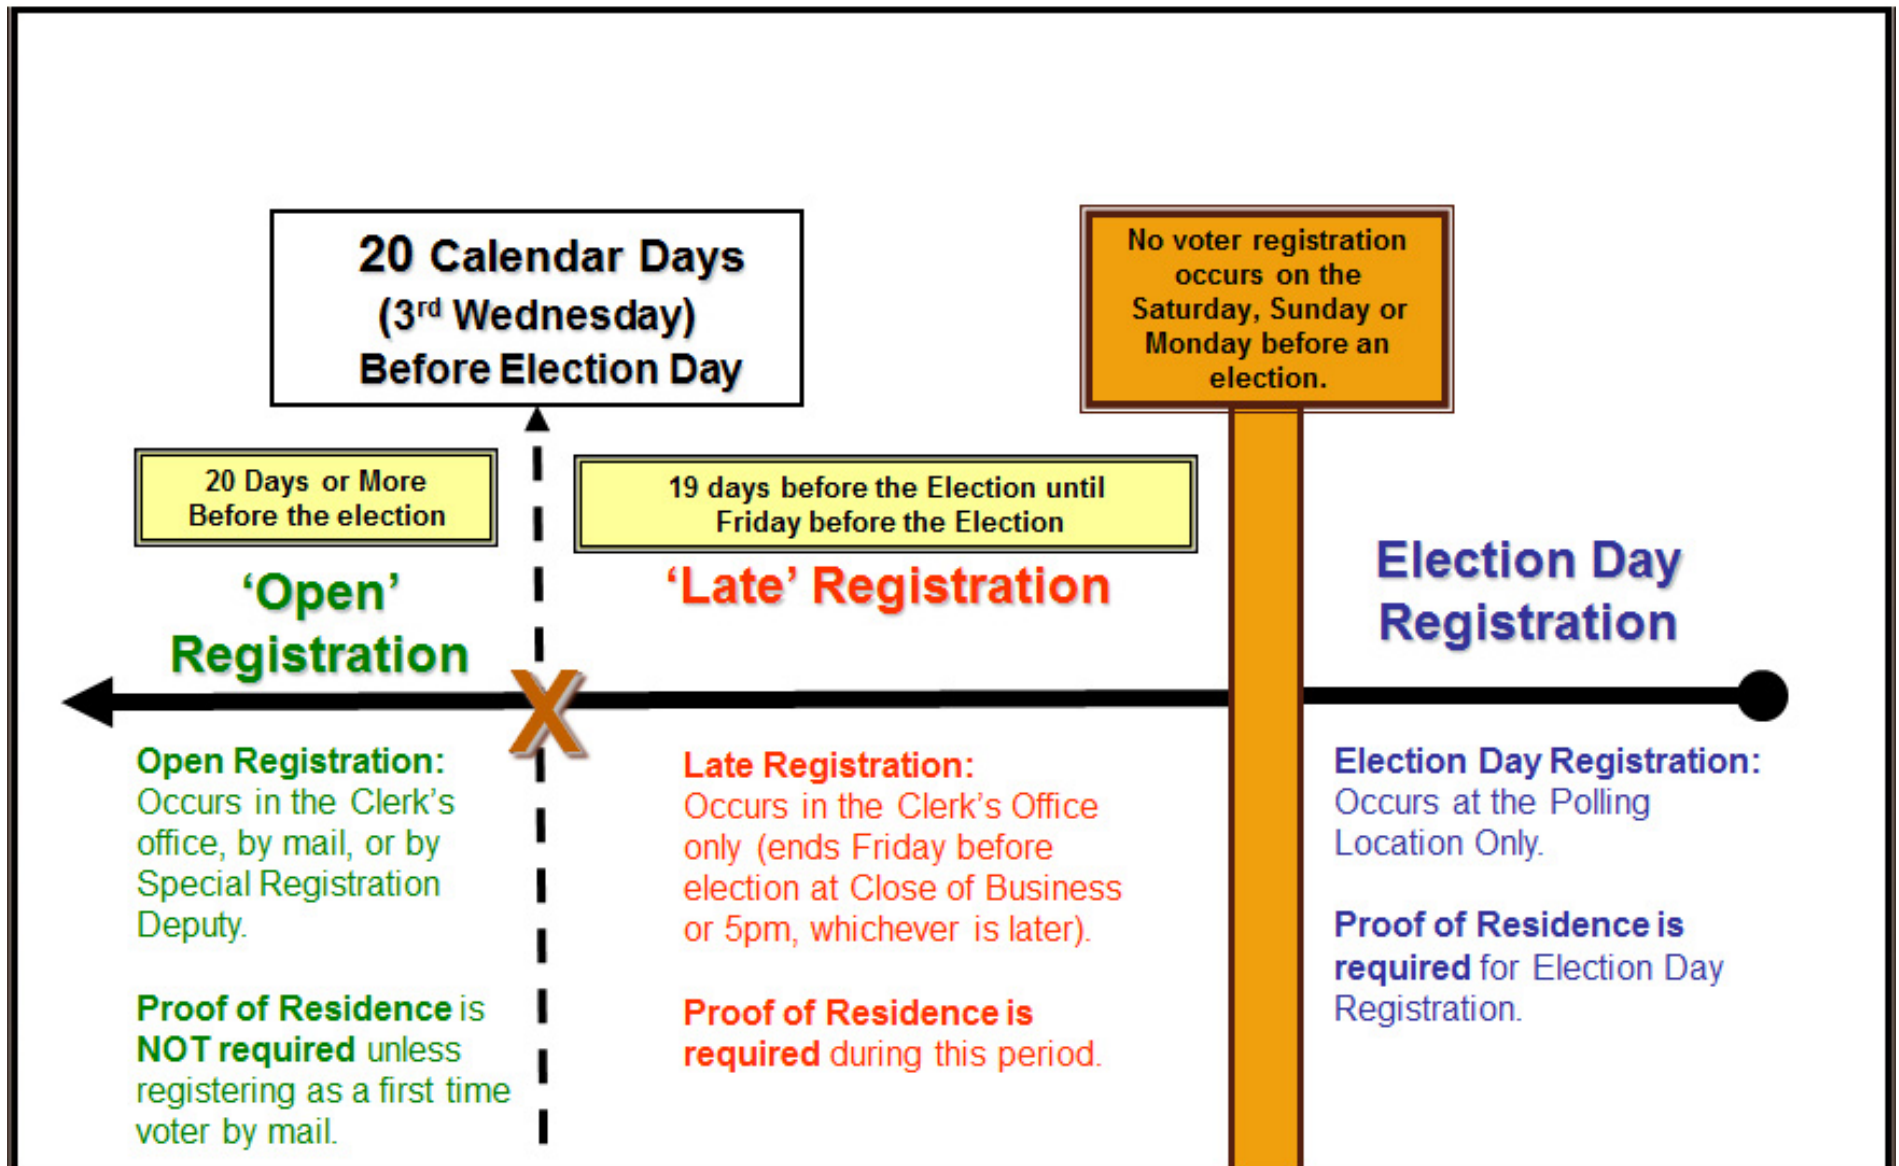 20 Calendar Days
(3rd Wednesday)
Before Election Day
No voter registration
occurs on the
Saturday, Sunday or
Monday before an
election.
20 Days or More
Before the election
19 days before the Election until
Friday before the Election
‘Open’
Registration
‘Late’ Registration
Election Day
Registration
X
Open Registration:
Occurs in the Clerk’s
office, by mail, or by
Special Registration
Deputy.
Proof of Residence is
NOT required unless
registering as a first time
voter by mail.
Late Registration:
Occurs in the Clerk’s Office
only (ends Friday before
election at Close of Business
or 5pm, whichever is later).
Proof of Residence is
required during this period.
Election Day Registration:
Occurs at the Polling
Location Only.
Proof of Residence is
required for Election Day
Registration.